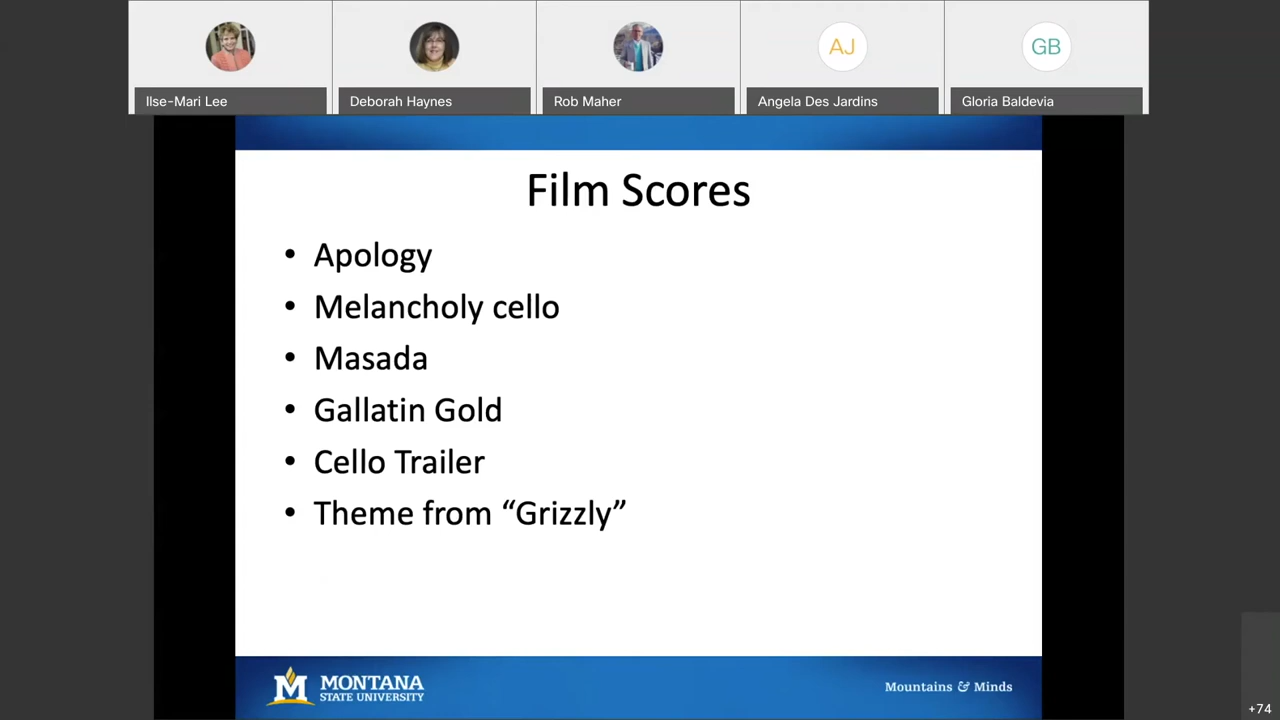 Ilse-Mari Lee
Deborah Haynes
Rob Maher
AJ
Angela Des Jardins
GB
Gloria Baldevia
Film Scores
• Apology
• Melancholy cello
• Masada
• Gallatin Gold
• Cello Trailer
• Theme from “Grizzly”
M MONTANA
STATE UNIVERSITY
Mountains & Minds
+74